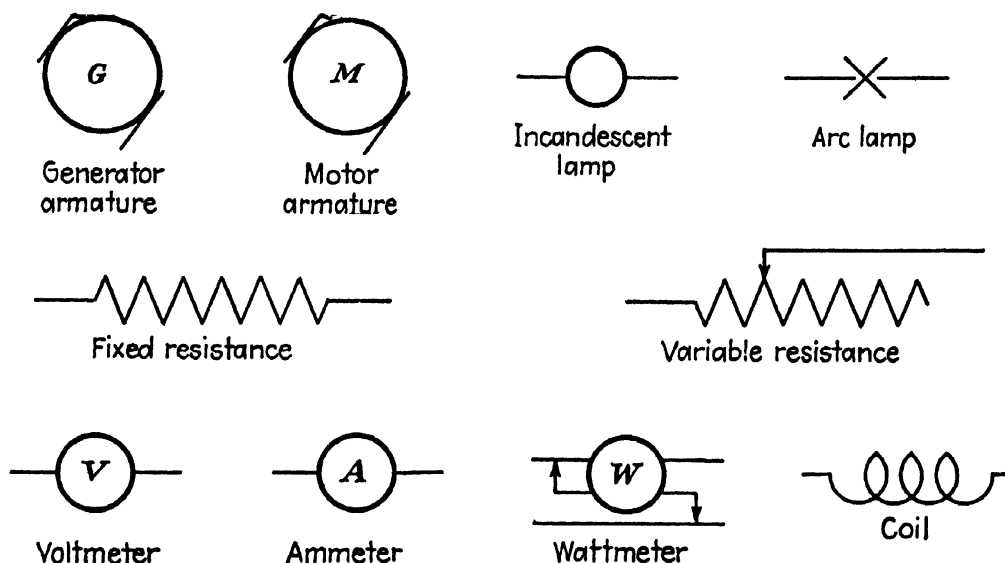 G
M
Generator
armature
Motor
armature
Incandescent
lamp
Arc lamp
Fixed resistance
Variable resistance
V
A
W
Voltmeter
Ammeter
Wattmeter
Coil